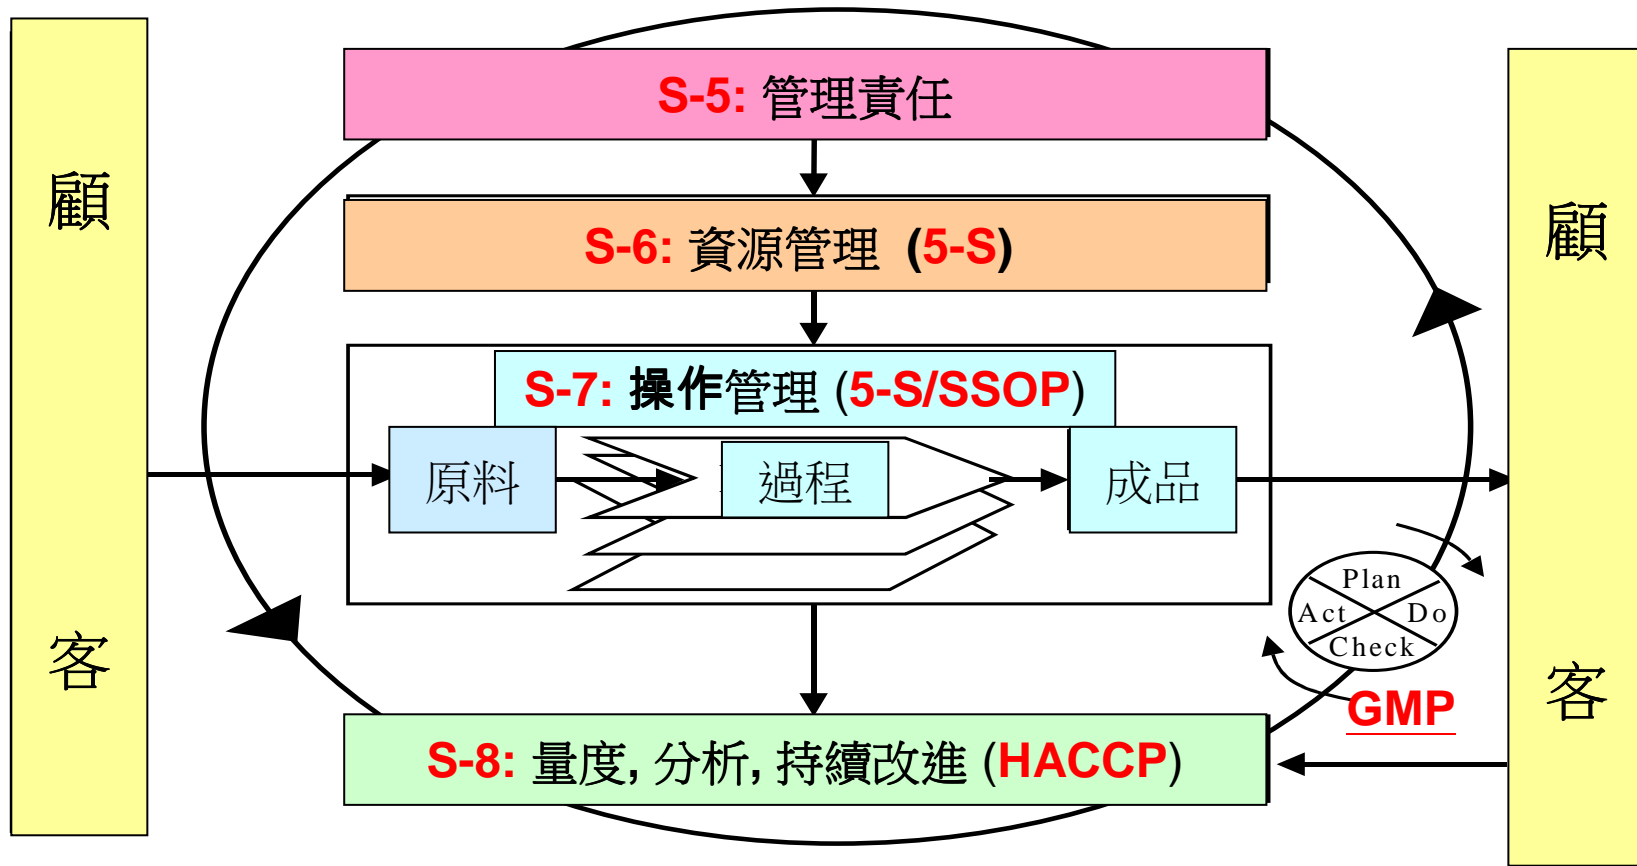 顧
客
S-5: 管理責任
S-6: 資源管理 (5-S)
S-7: 操作管理 (5-S/SSOP)
原料
過程
成品
Plan
Act
Do
Check
GMP
S-8: 量度, 分析, 持續改進 (HACCP)
顧
客